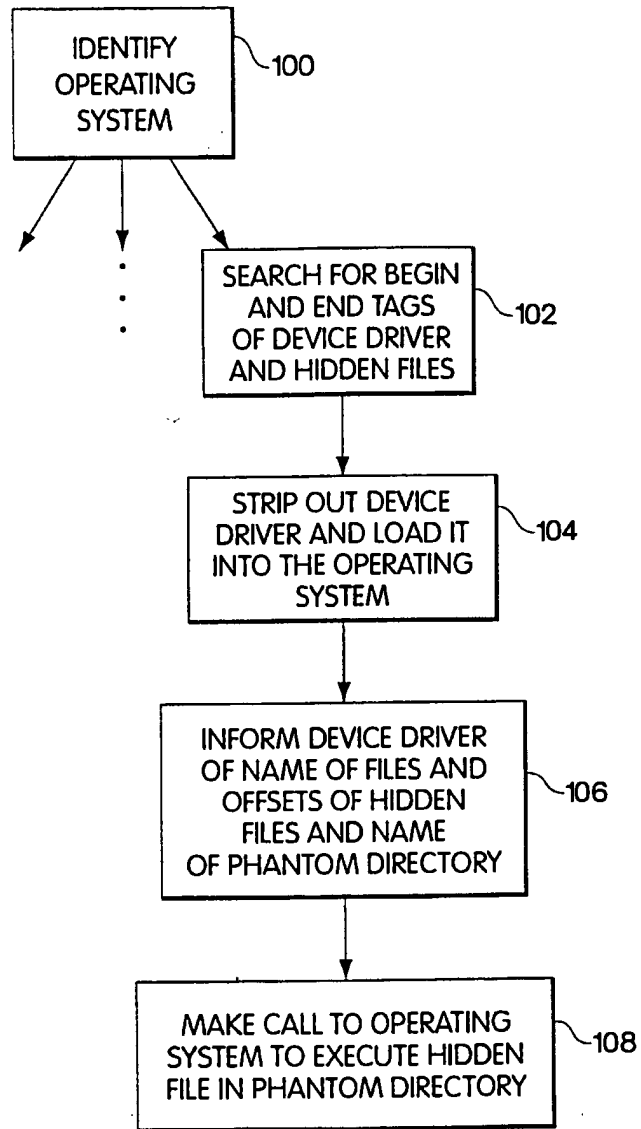 IDENTIFY
OPERATING
SYSTEM
100
SEARCH FOR BEGIN
AND END TAGS
OF DEVICE DRIVER
AND HIDDEN FILES
102
STRIP OUT DEVICE
DRIVER AND LOAD IT
INTO THE OPERATING
SYSTEM
104
INFORM DEVICE DRIVER
OF NAME OF FILES AND
OFFSETS OF HIDDEN
FILES AND NAME
OF PHANTOM DIRECTORY
106
MAKE CALL TO OPERATING
SYSTEM TO EXECUTE HIDDEN
FILE IN PHANTOM DIRECTORY
108